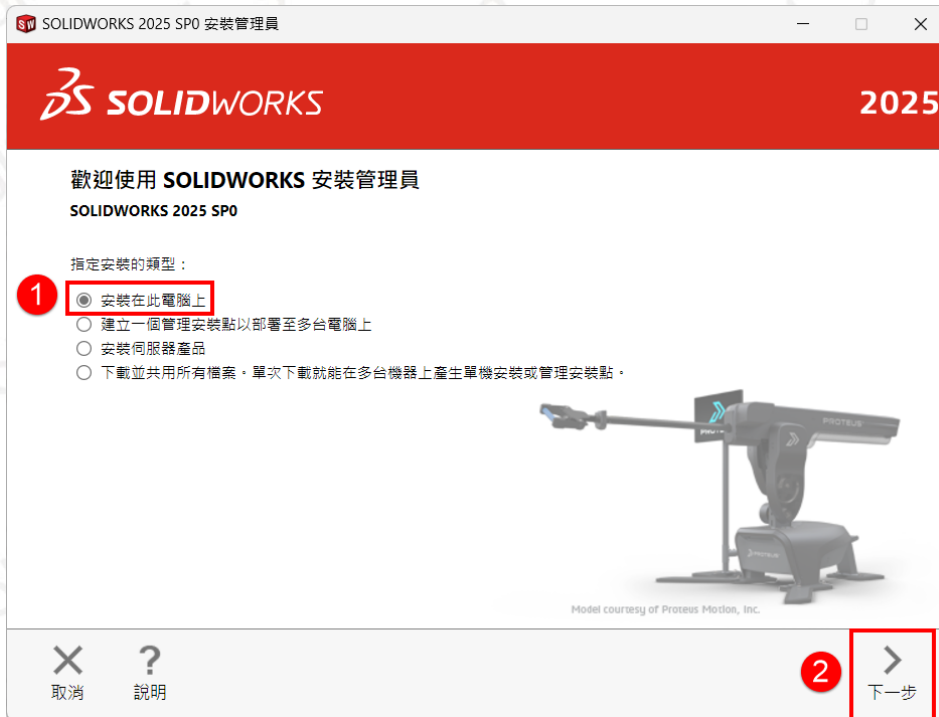 SOLIDWORKS 2025 SP0 安裝管理員
SOLIDWORKS
2025
歡迎使用 SOLIDWORKS 安裝管理員
SOLIDWORKS 2025 SP0
指定安裝的類型：
1
安裝在此電腦上
建立一個管理安裝點以部署至多台電腦上
安裝伺服器產品
下載並共用所有檔案。單次下載就能在多台機器上產生單機安裝或管理安裝點。
PROTEUS
PROTEUS
Model courtesy of Proteus Motion, Inc.
取消
?
說明
2
下一步